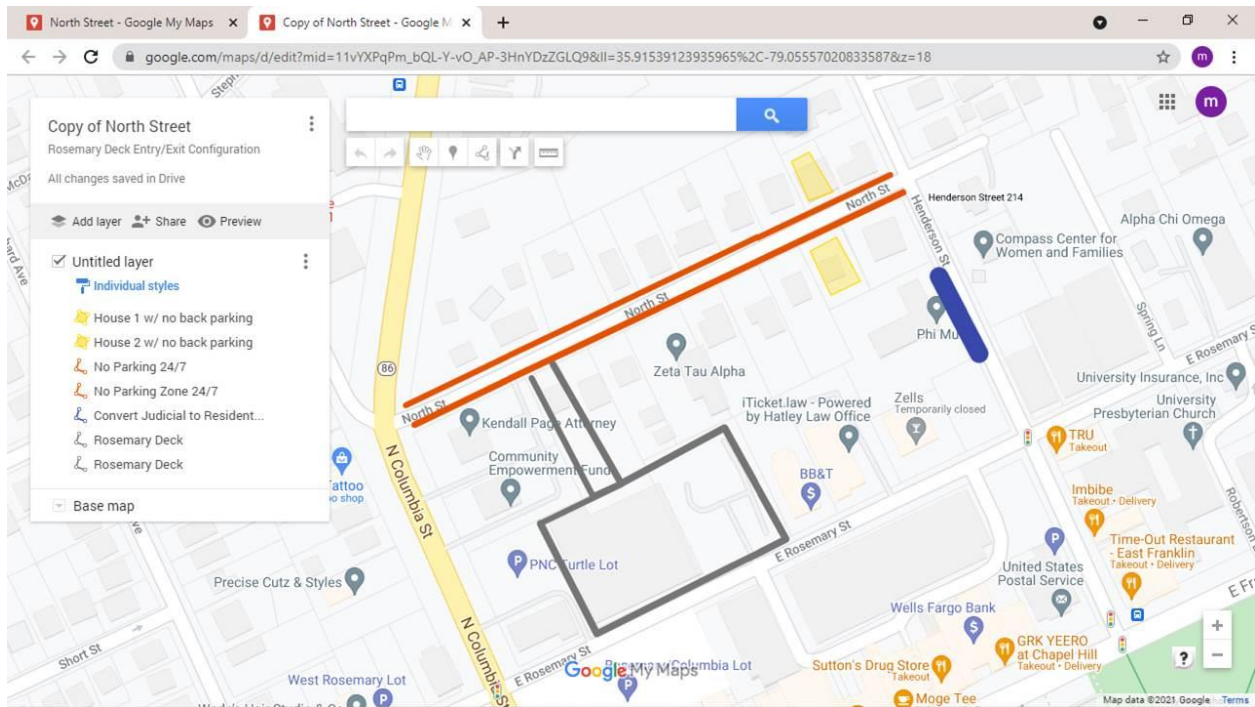 North Street - Google My Maps
Copy of North Street - Google M
google.com/maps/d/edit?mid=11vYXPqPm_bQL-Y-vO_AP-3HnYDzZGLQ9&ll=35.91539123935965%2C-79.05557020833587&z=18
m
Copy of North Street
Rosemary Deck Entry/Exit Configuration
All changes saved in Drive
Add layer
Share
Preview
Untitled layer
Individual styles
House 1 w/ no back parking
House 2 w/ no back parking
No Parking 24/7
No Parking Zone 24/7
Convert Judicial to Resident...
Rosemary Deck
Rosemary Deck
Base map
m
North St
Henderson Street 214
Henderson St
Alpha Chi Omega
Compass Center for
Women and Families
North St
Phi Mu
Spring Ln
E Rosemary S
Zeta Tau Alpha
86
University Insurance, Inc
North St
Kendall Page Attorney
iTicket.law - Powered
by Hatley Law Office
Zells
Temporarily closed
University
Presbyterian Church
TRU
Takeout
Community
Empowerment Fund
N Columbia St
attoo
o shop
BB&T
$
Imbibe
Takeout • Delivery
E Rosemary St
Time-Out Restaurant
- East Franklin
Takeout • Delivery
P
PNC Turtle Lot
P
United States
Postal Service
Precise Cutz & Styles
Wells Fargo Bank
$
GRK YEERO
at Chapel Hill
Takeout • Delivery
Short St
N Columbia St
E Rosemary St
Google My Maps
Sutton's Drug Store
Takeout
West Rosemary Lot
P
P
Moge Tee
?
Map data ©2021 Google
Terms